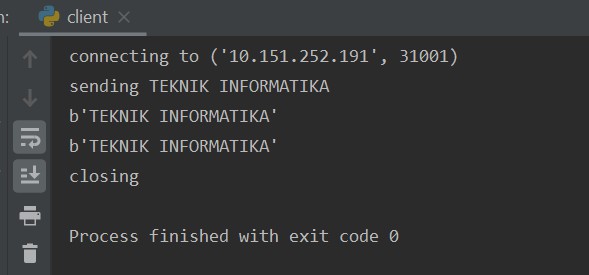 n: client
connecting to ('10.151.252.191', 31001)
sending TEKNIK INFORMATIKA
b'TEKNIK INFORMATIKA'
b'TEKNIK INFORMATIKA'
closing
Process finished with exit code 0